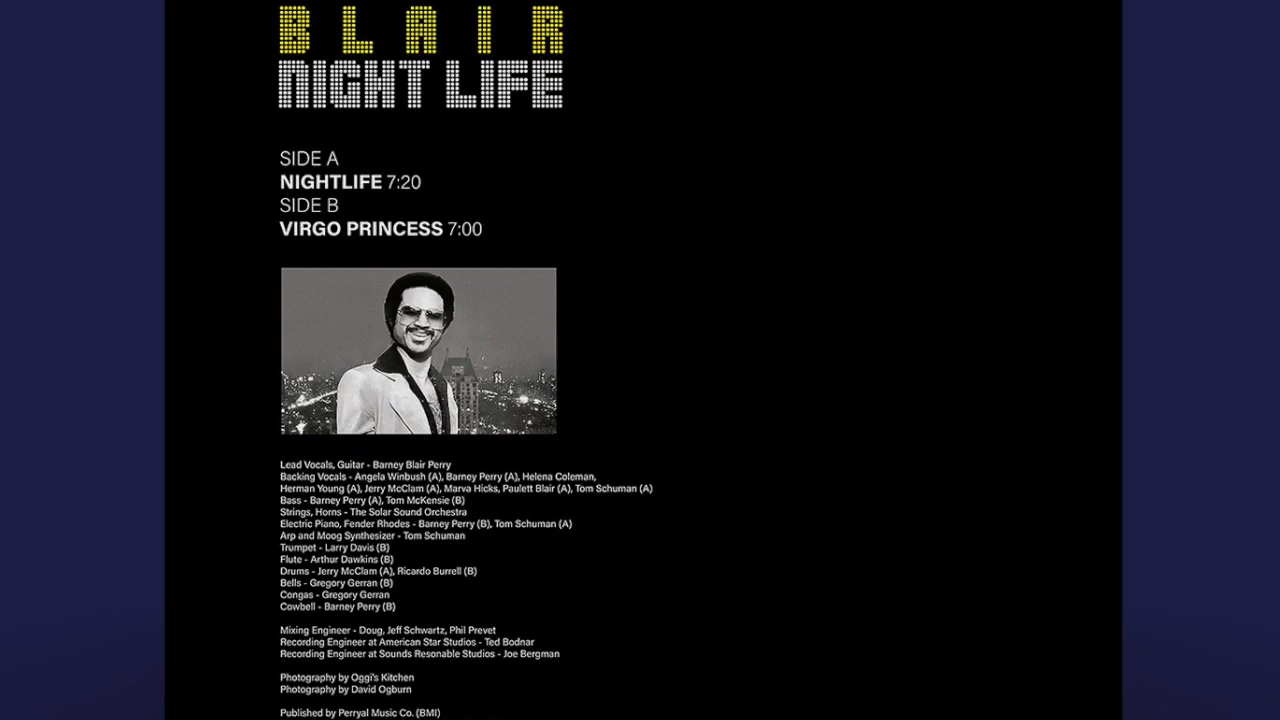 BLAIR
NIGHT LIFE
SIDE A
NIGHTLIFE 7:20
SIDE B
VIRGO PRINCESS 7:00
Lead Vocals, Guitar - Barney Blair Perry
Backing Vocals - Angela Winbush (A), Barney Perry (A), Helena Coleman,
Herman Young (A), Jerry McClam (A), Marva Hicks, Paulett Blair (A), Tom Schuman (A)
Bass - Barney Perry (A), Tom McKensie (B)
Strings, Horns - The Solar Sound Orchestra
Electric Piano, Fender Rhodes - Barney Perry (B), Tom Schuman (A)
Arp and Moog Synthesizer - Tom Schuman
Trumpet - Larry Davis (B)
Flute - Arthur Dawkins (B)
Drums - Jerry McClam (A), Ricardo Burrell (B)
Bells - Gregory Gerran (B)
Congas - Gregory Gerran
Cowbell - Barney Perry (B)
Mixing Engineer - Doug, Jeff Schwartz, Phil Prevet
Recording Engineer at American Star Studios - Ted Bodnar
Recording Engineer at Sounds Resonable Studios - Joe Bergman
Photography by Oggi's Kitchen
Photography by David Ogburn
Published by Perryal Music Co. (BMI)